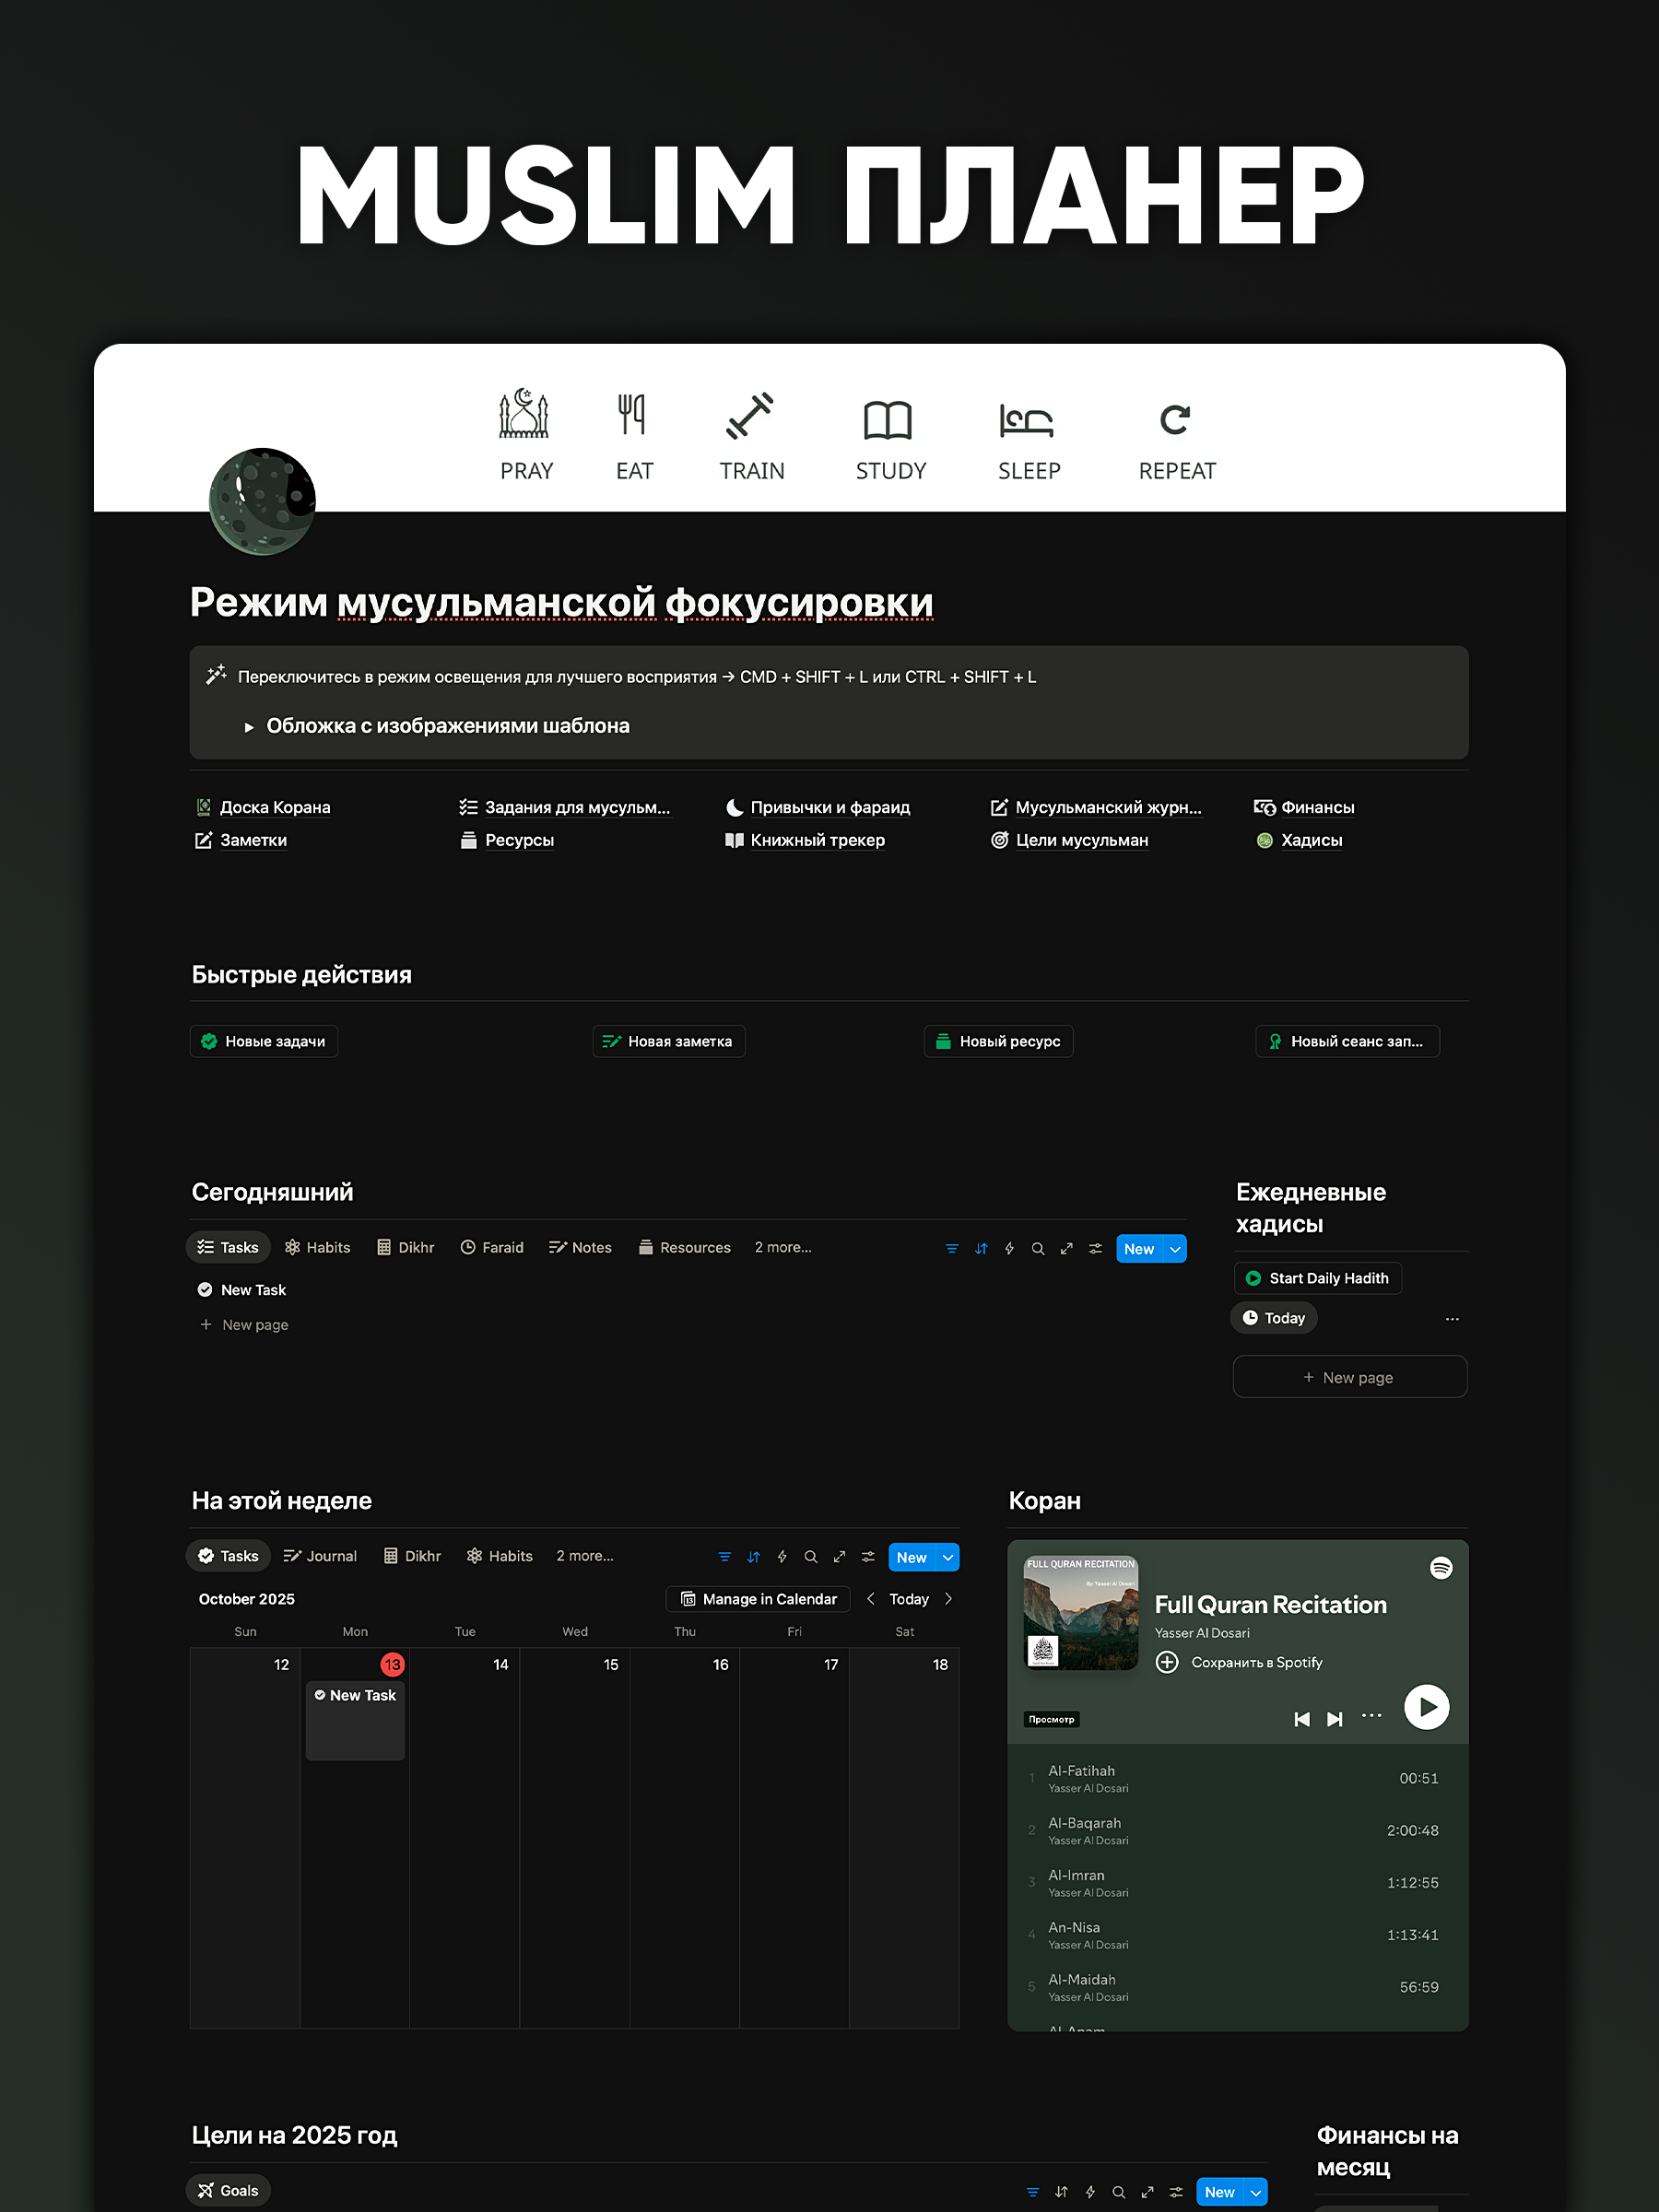 MUSLIM ПЛАНЕР
PRAY EAT TRAIN STUDY SLEEP REPEAT
Режим мусульманской фокусировки
Переключитесь в режим освещения для лучшего восприятия → CMD + SHIFT + L или CTRL + SHIFT + L
Обложка с изображениями шаблона
Доска Корана Задания для мусульм... Привычки и фараид Мусульманский журн... Финансы
Заметки Ресурсы Книжный трекер Цели мусульман Хадисы
Быстрые действия
Новые задачи Новая заметка Новый ресурс Новый сеанс зап...
Сегодняшний
Tasks Habits Dikhr Faraid Notes Resources 2 more... New
New Task
+ New page
Ежедневные
хадисы
Start Daily Hadith
Today ...
+ New page
На этой неделе
Tasks Journal Dikhr Habits 2 more... New
October 2025 Manage in Calendar Today
Sun Mon Tue Wed Thu Fri Sat
12 13 14 15 16 17 18
New Task
Коран
FULL QURAN RECITATION
By: Yasser Al Dosari
Full Quran Recitation
Yasser Al Dosari
Сохранить в Spotify
Просмотр
1 Al-Fatihah 00:51
Yasser Al Dosari
2 Al-Baqarah 2:00:48
Yasser Al Dosari
3 Al-Imran 1:12:55
Yasser Al Dosari
4 An-Nisa 1:13:41
Yasser Al Dosari
5 Al-Maidah 56:59
Yasser Al Dosari
Цели на 2025 год
Goals New
Финансы на
месяц